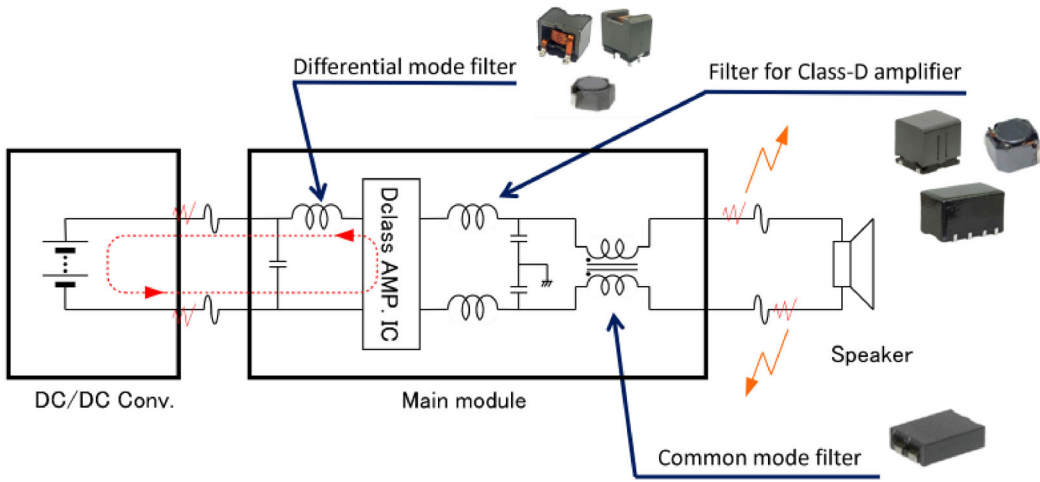 Differential mode filter
Filter for Class-D amplifier
Dclass AMP. IC
Speaker
DC/DC Conv.
Main module
Common mode filter